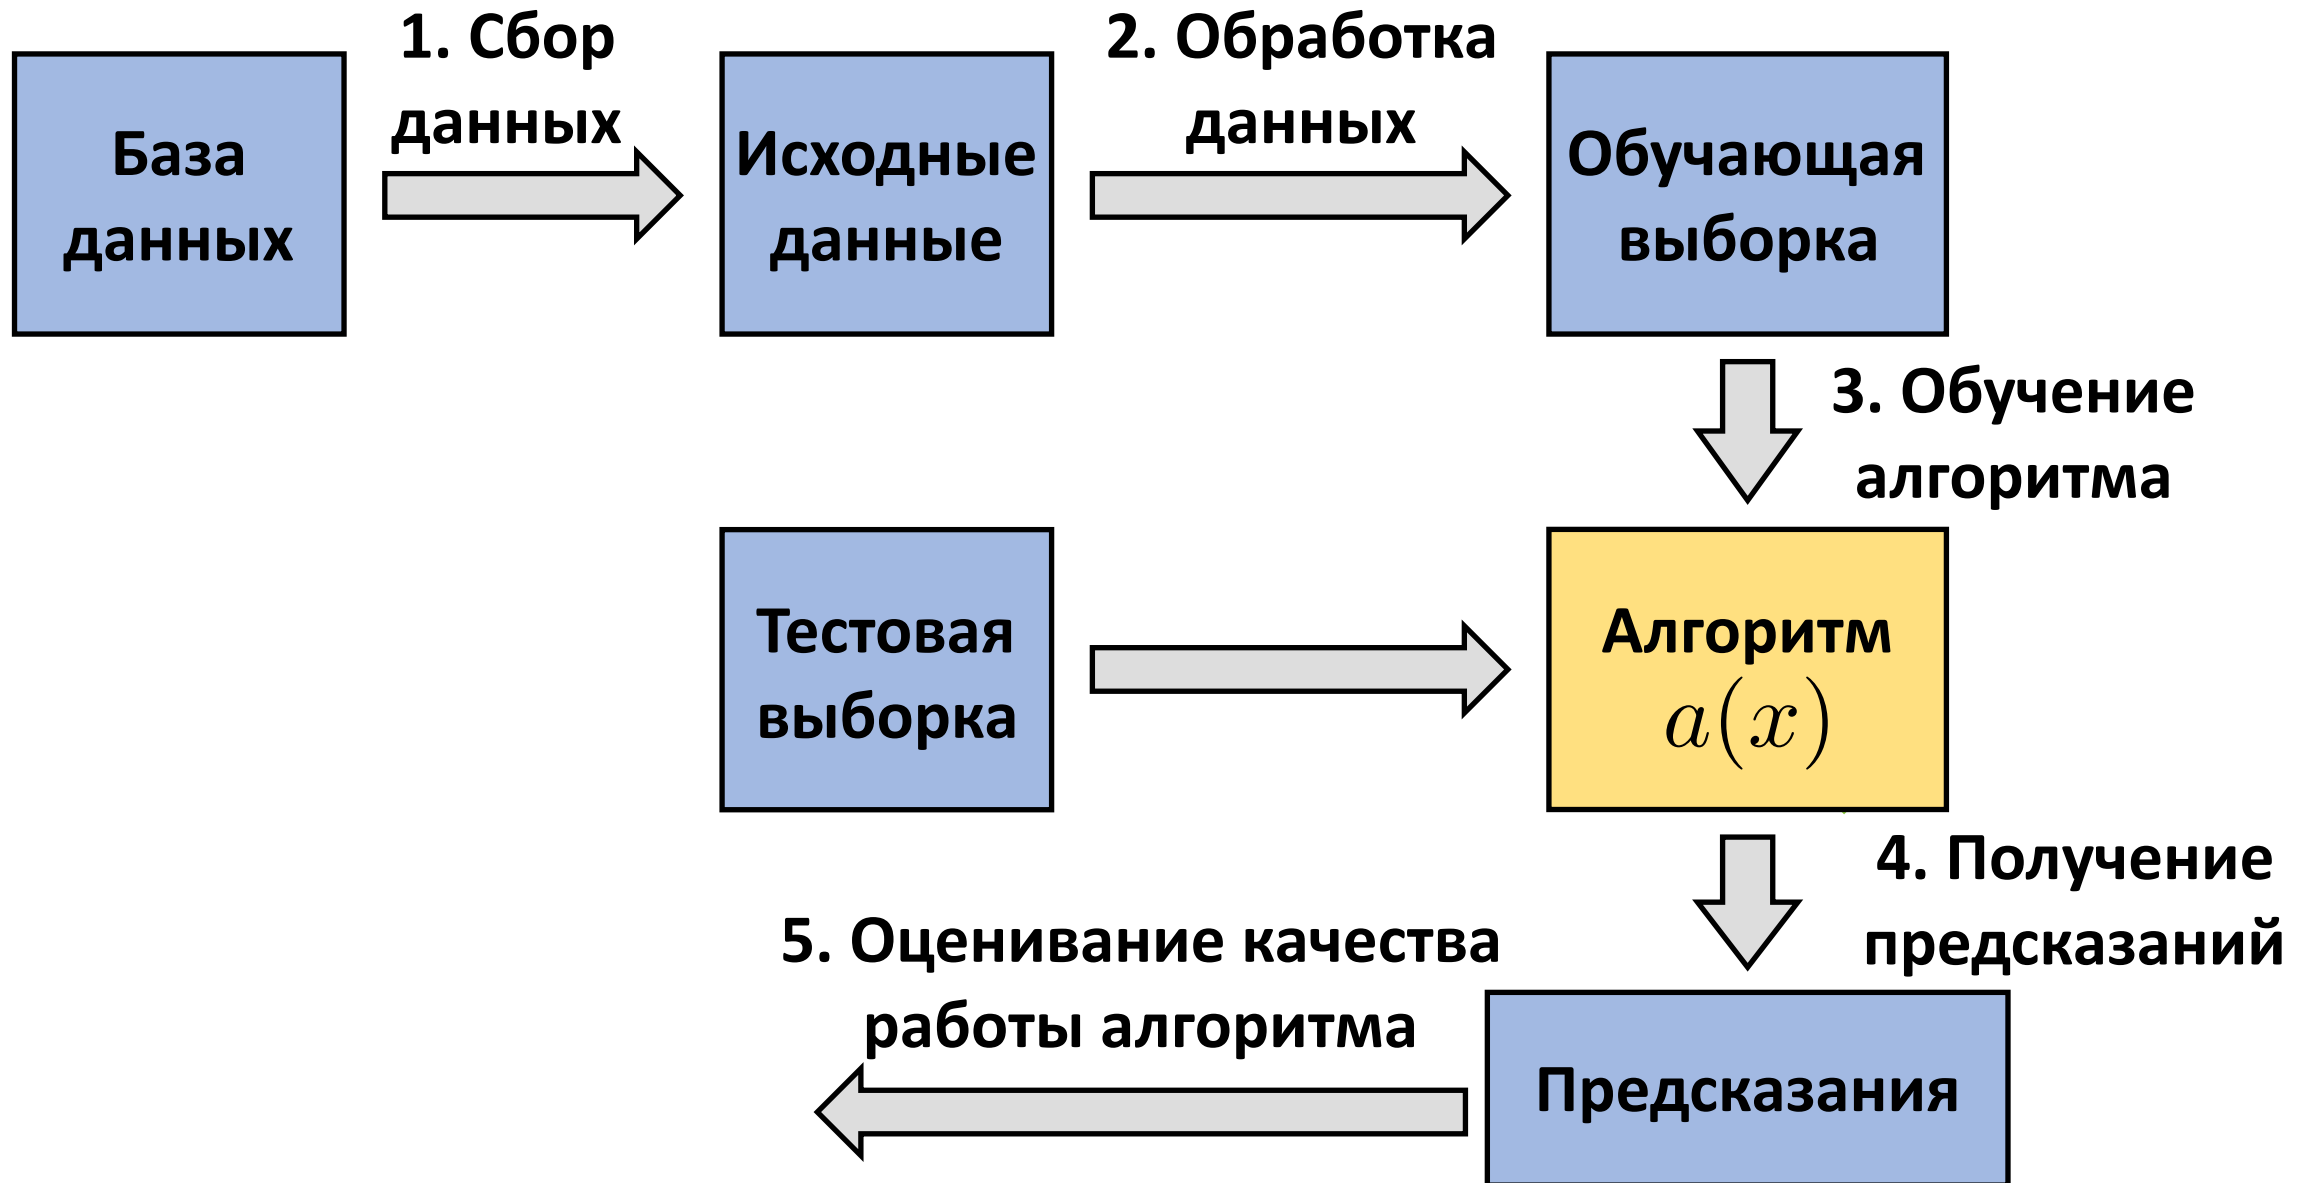 1. Сбор
данных
2. Обработка
данных
База
данных
Исходные
данные
Обучающая
выборка
3. Обучение
алгоритма
Тестовая
выборка
Алгоритм
a(x)
4. Получение
предсказаний
5. Оценивание качества
работы алгоритма
Предсказания